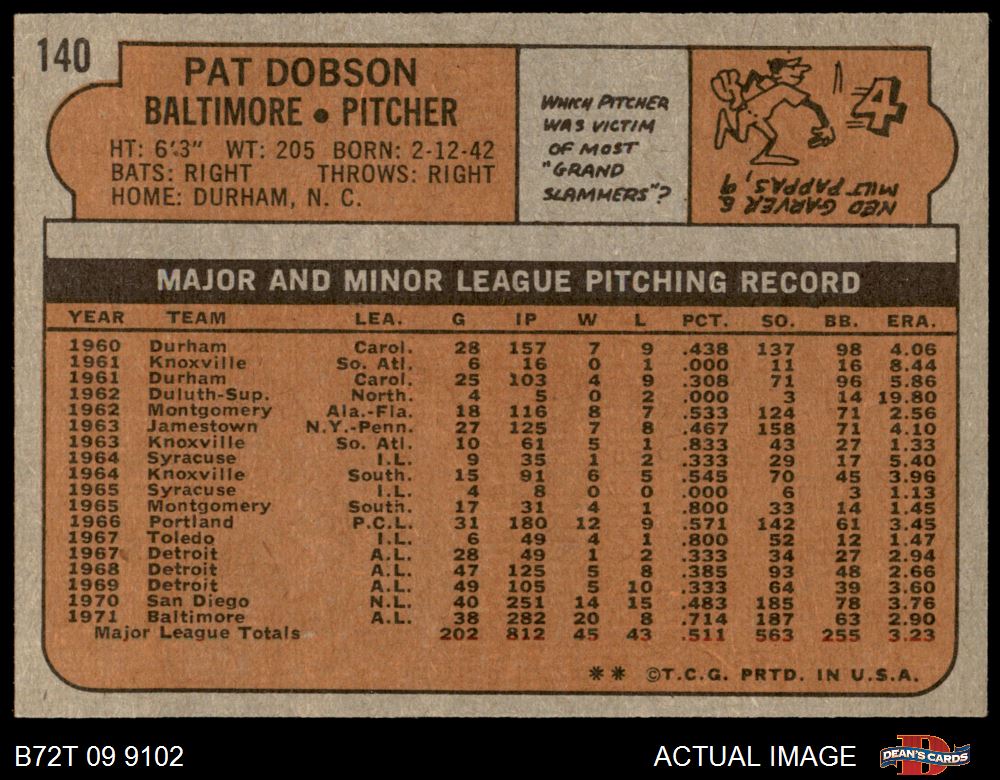 140
PAT DOBSON
BALTIMORE • PITCHER
HT: 6'3" WT: 205 BORN: 2-12-42
BATS: RIGHT THROWS: RIGHT
HOME: DURHAM, N. C.
WHICH PITCHER
WAS VICTIM
OF MOST
"GRAND
SLAMMERS"?
4
NED GARVER &
MILT PAPPAS, 9
MAJOR AND MINOR LEAGUE PITCHING RECORD
YEAR TEAM LEA. G IP W L PCT. SO. BB. ERA.
1960 Durham Carol. 28 157 7 9 .438 137 98 4.06
1961 Knoxville So. Atl. 6 16 0 1 .000 11 16 8.44
1961 Durham Carol. 25 103 4 9 .308 71 96 5.86
1962 Duluth-Sup. North. 4 5 0 2 .000 3 14 19.80
1962 Montgomery Ala.-Fla. 18 116 8 7 .533 124 71 2.56
1963 Jamestown N.Y.-Penn. 27 125 7 8 .467 158 71 4.10
1963 Knoxville So. Atl. 10 61 5 1 .833 43 27 1.33
1964 Syracuse I.L. 9 35 1 2 .333 29 17 5.40
1964 Knoxville South. 15 91 6 5 .545 70 45 3.96
1965 Syracuse I.L. 4 8 0 0 .000 6 3 1.13
1965 Montgomery South. 17 31 4 1 .800 33 14 1.45
1966 Portland P.C.L. 31 180 12 9 .571 142 61 3.45
1967 Toledo I.L. 6 49 4 1 .800 52 12 1.47
1967 Detroit A.L. 28 49 1 2 .333 34 27 2.94
1968 Detroit A.L. 47 125 5 8 .385 93 48 2.66
1969 Detroit A.L. 49 105 5 10 .333 64 39 3.60
1970 San Diego N.L. 40 251 14 15 .483 185 78 3.76
1971 Baltimore A.L. 38 282 20 8 .714 187 63 2.90
Major League Totals 202 812 45 43 .511 563 255 3.23
** ©T.C.G. PRTD. IN U.S.A.
B72T 09 9102 ACTUAL IMAGE D DEAN'S CARDS